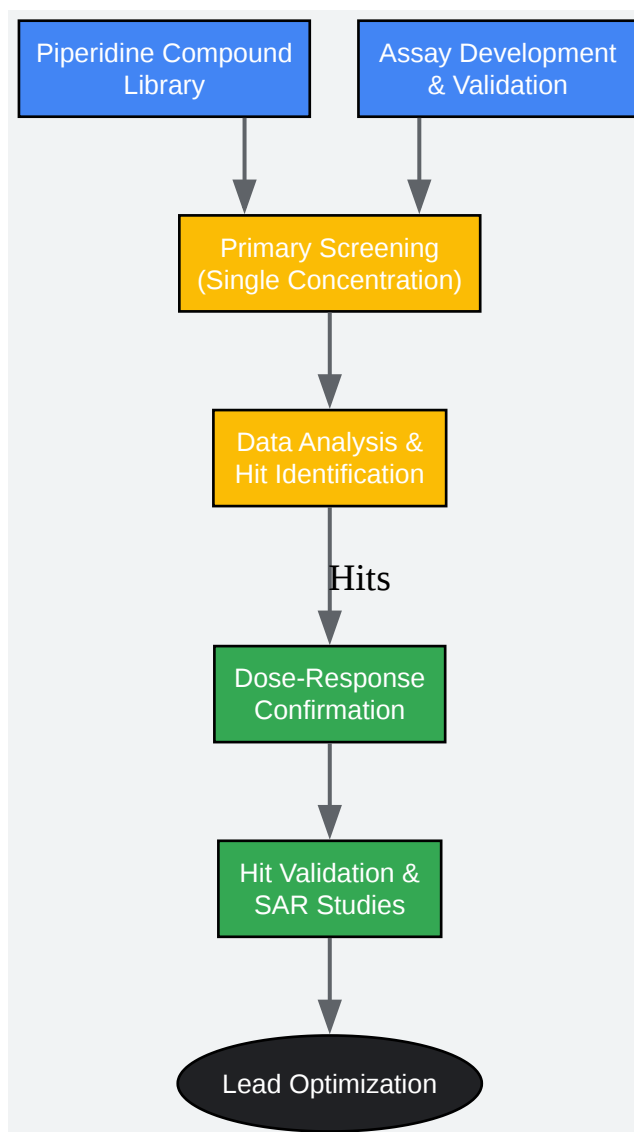 Piperidine Compound
Library
Assay Development
& Validation
Primary Screening
(Single Concentration)
Data Analysis &
Hit Identification
Hits
Dose-Response
Confirmation
Hit Validation &
SAR Studies
Lead Optimization